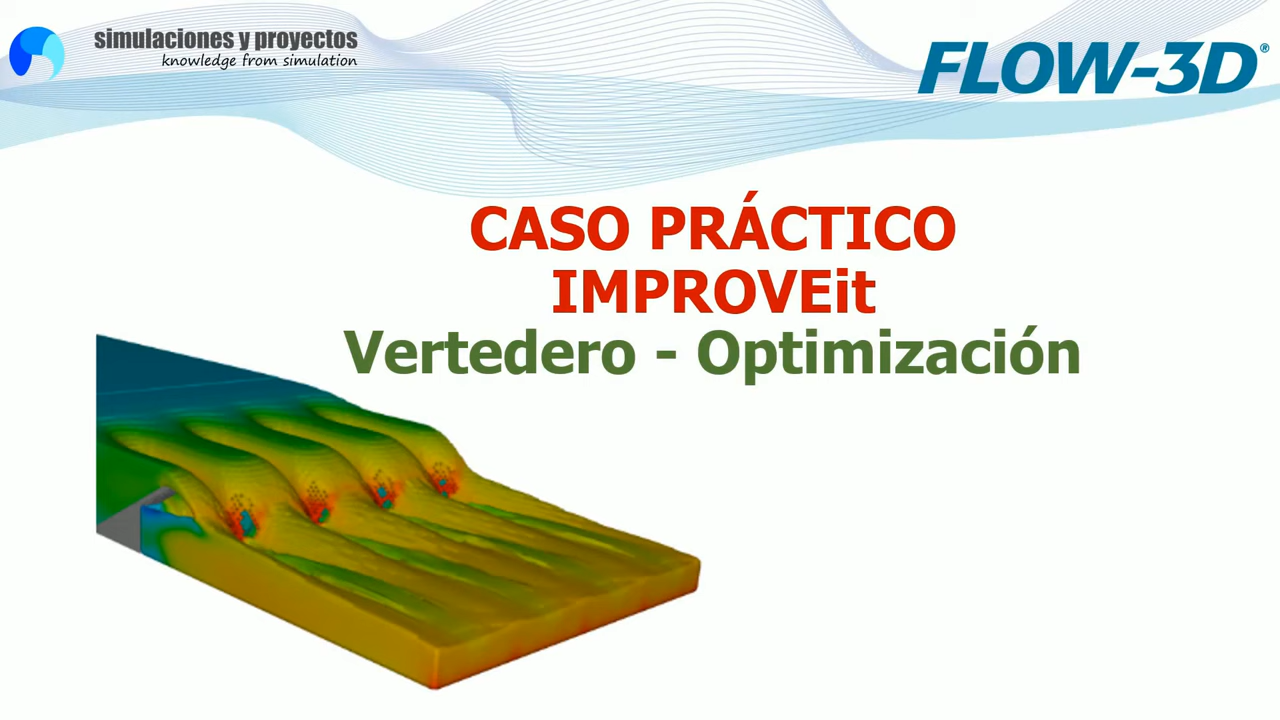 simulaciones y proyectos
knowledge from simulation
FLOW-3D®
CASO PRÁCTICO
IMPROVEit
Vertedero - Optimización